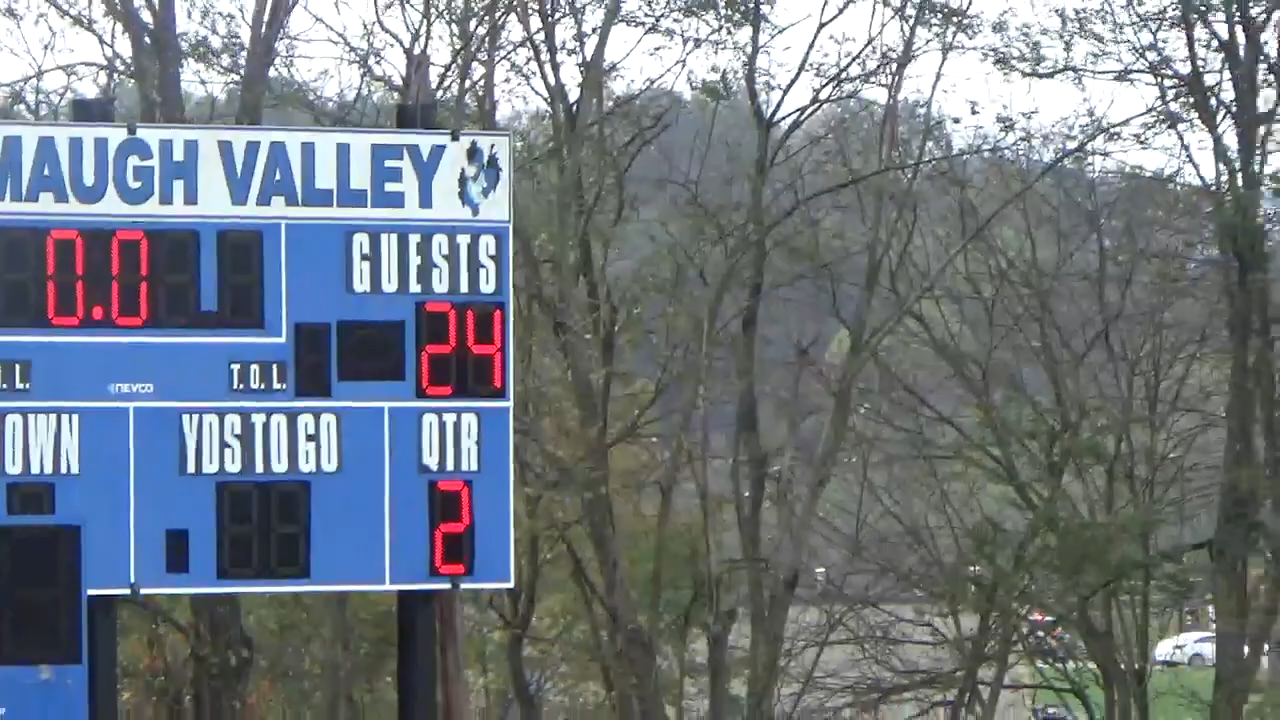 MAUGH VALLEY
0.0
GUESTS
24
.L.
NEVCO
T.O.L.
OWN
YDS TO GO
QTR
2